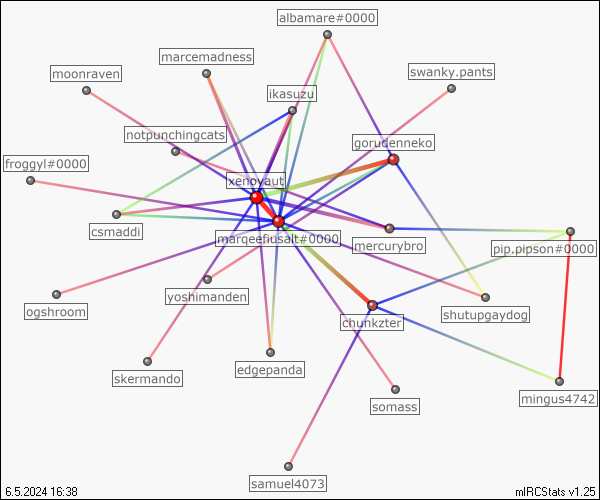 albamare#0000
marcemadness
swanky.pants
moonraven
ikasuzu
notpunchingcats
gorudenneko
froggyl#0000
xenoyaut
csmaddi
marqeeriusalt#0000
mercurybro
pip.pipson#0000
yoshimanden
ogshroom
shutupgaydog
chunkzter
edgepanda
skermando
mingus4742
somass
samuel4073
6.5.2024 16:38
mIRCStats v1.25